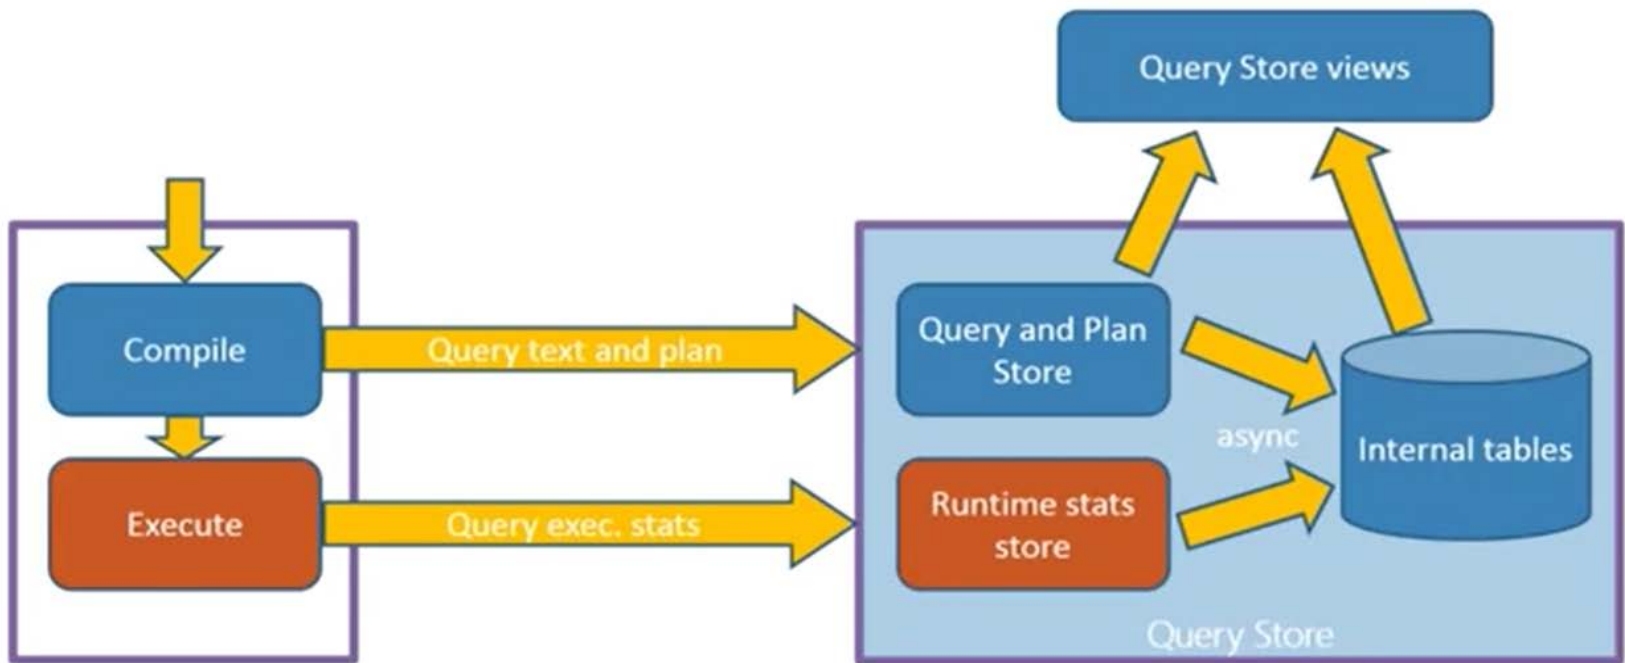 Query Store views
Compile
Query text and plan
Query and Plan
Store
async
Internal tables
Execute
Query exec. stats
Runtime stats
store
Query Store